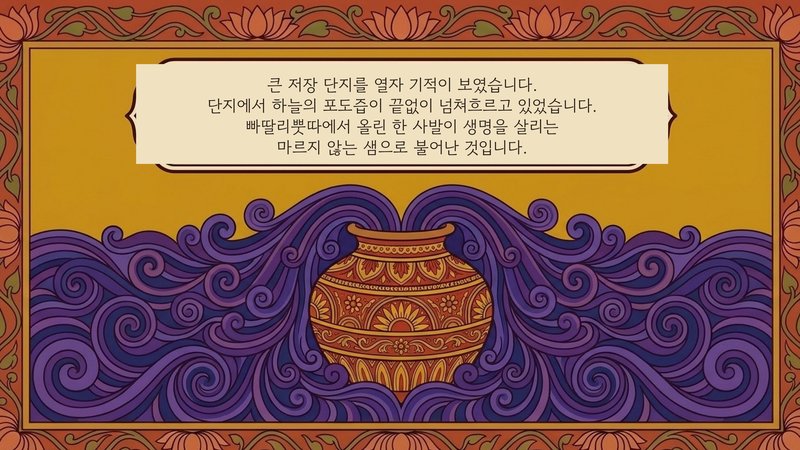 큰 저장 단지를 열자 기적이 보였습니다.
단지에서 하늘의 포도즙이 끝없이 넘쳐흐르고 있었습니다.
빠딸리뿟따에서 올린 한 사발이 생명을 살리는
마르지 않는 샘으로 불어난 것입니다.